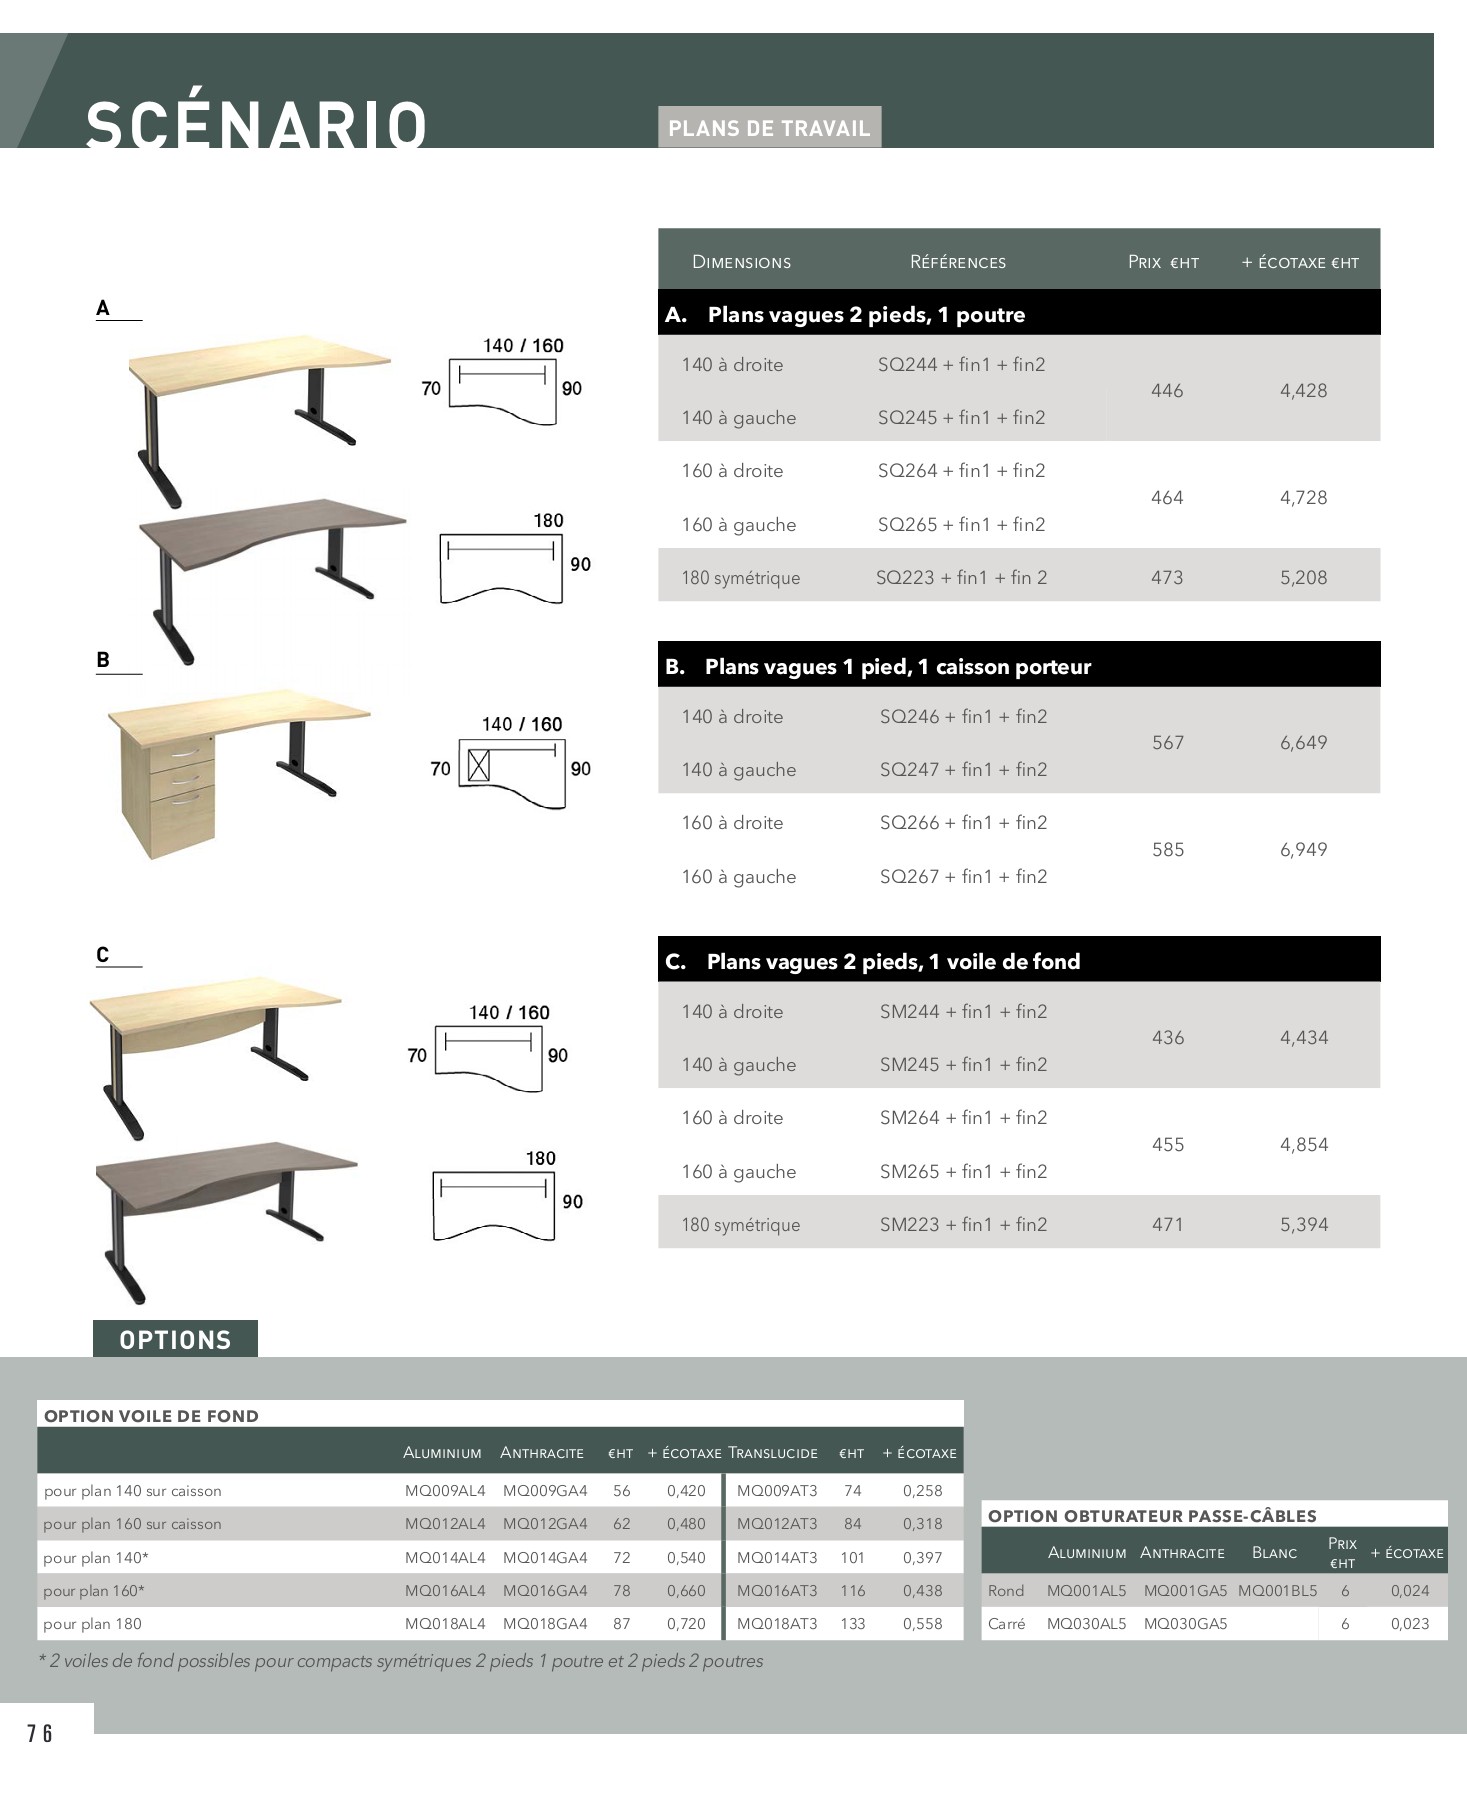 SCÉNARIO
PLANS DE TRAVAIL
DIMENSIONS RÉFÉRENCES PRIX €HT + ÉCOTAXE €HT
A. Plans vagues 2 pieds, 1 poutre
140 à droite SQ244 + fin1 + fin2
446 4,428
140 à gauche SQ245 + fin1 + fin2
160 à droite SQ264 + fin1 + fin2
464 4,728
160 à gauche SQ265 + fin1 + fin2
180 symétrique SQ223 + fin1 + fin 2 473 5,208
A
140 / 160
70 90
180
90
B. Plans vagues 1 pied, 1 caisson porteur
140 à droite SQ246 + fin1 + fin2
567 6,649
140 à gauche SQ247 + fin1 + fin2
160 à droite SQ266 + fin1 + fin2
585 6,949
160 à gauche SQ267 + fin1 + fin2
B
140 / 160
70 90
C. Plans vagues 2 pieds, 1 voile de fond
140 à droite SM244 + fin1 + fin2
436 4,434
140 à gauche SM245 + fin1 + fin2
160 à droite SM264 + fin1 + fin2
455 4,854
160 à gauche SM265 + fin1 + fin2
180 symétrique SM223 + fin1 + fin2 471 5,394
C
140 / 160
70 90
180
90
OPTIONS
OPTION VOILE DE FOND
ALUMINIUM ANTHRACITE €HT + ÉCOTAXE TRANSLUCIDE €HT + ÉCOTAXE
pour plan 140 sur caisson MQ009AL4 MQ009GA4 56 0,420 MQ009AT3 74 0,258
pour plan 160 sur caisson MQ012AL4 MQ012GA4 62 0,480 MQ012AT3 84 0,318
pour plan 140* MQ014AL4 MQ014GA4 72 0,540 MQ014AT3 101 0,397
pour plan 160* MQ016AL4 MQ016GA4 78 0,660 MQ016AT3 116 0,438
pour plan 180 MQ018AL4 MQ018GA4 87 0,720 MQ018AT3 133 0,558
* 2 voiles de fond possibles pour compacts symétriques 2 pieds 1 poutre et 2 pieds 2 poutres
OPTION OBTURATEUR PASSE-CÂBLES
ALUMINIUM ANTHRACITE BLANC PRIX €HT + ÉCOTAXE
Rond MQ001AL5 MQ001GA5 MQ001BL5 6 0,024
Carré MQ030AL5 MQ030GA5 6 0,023
76